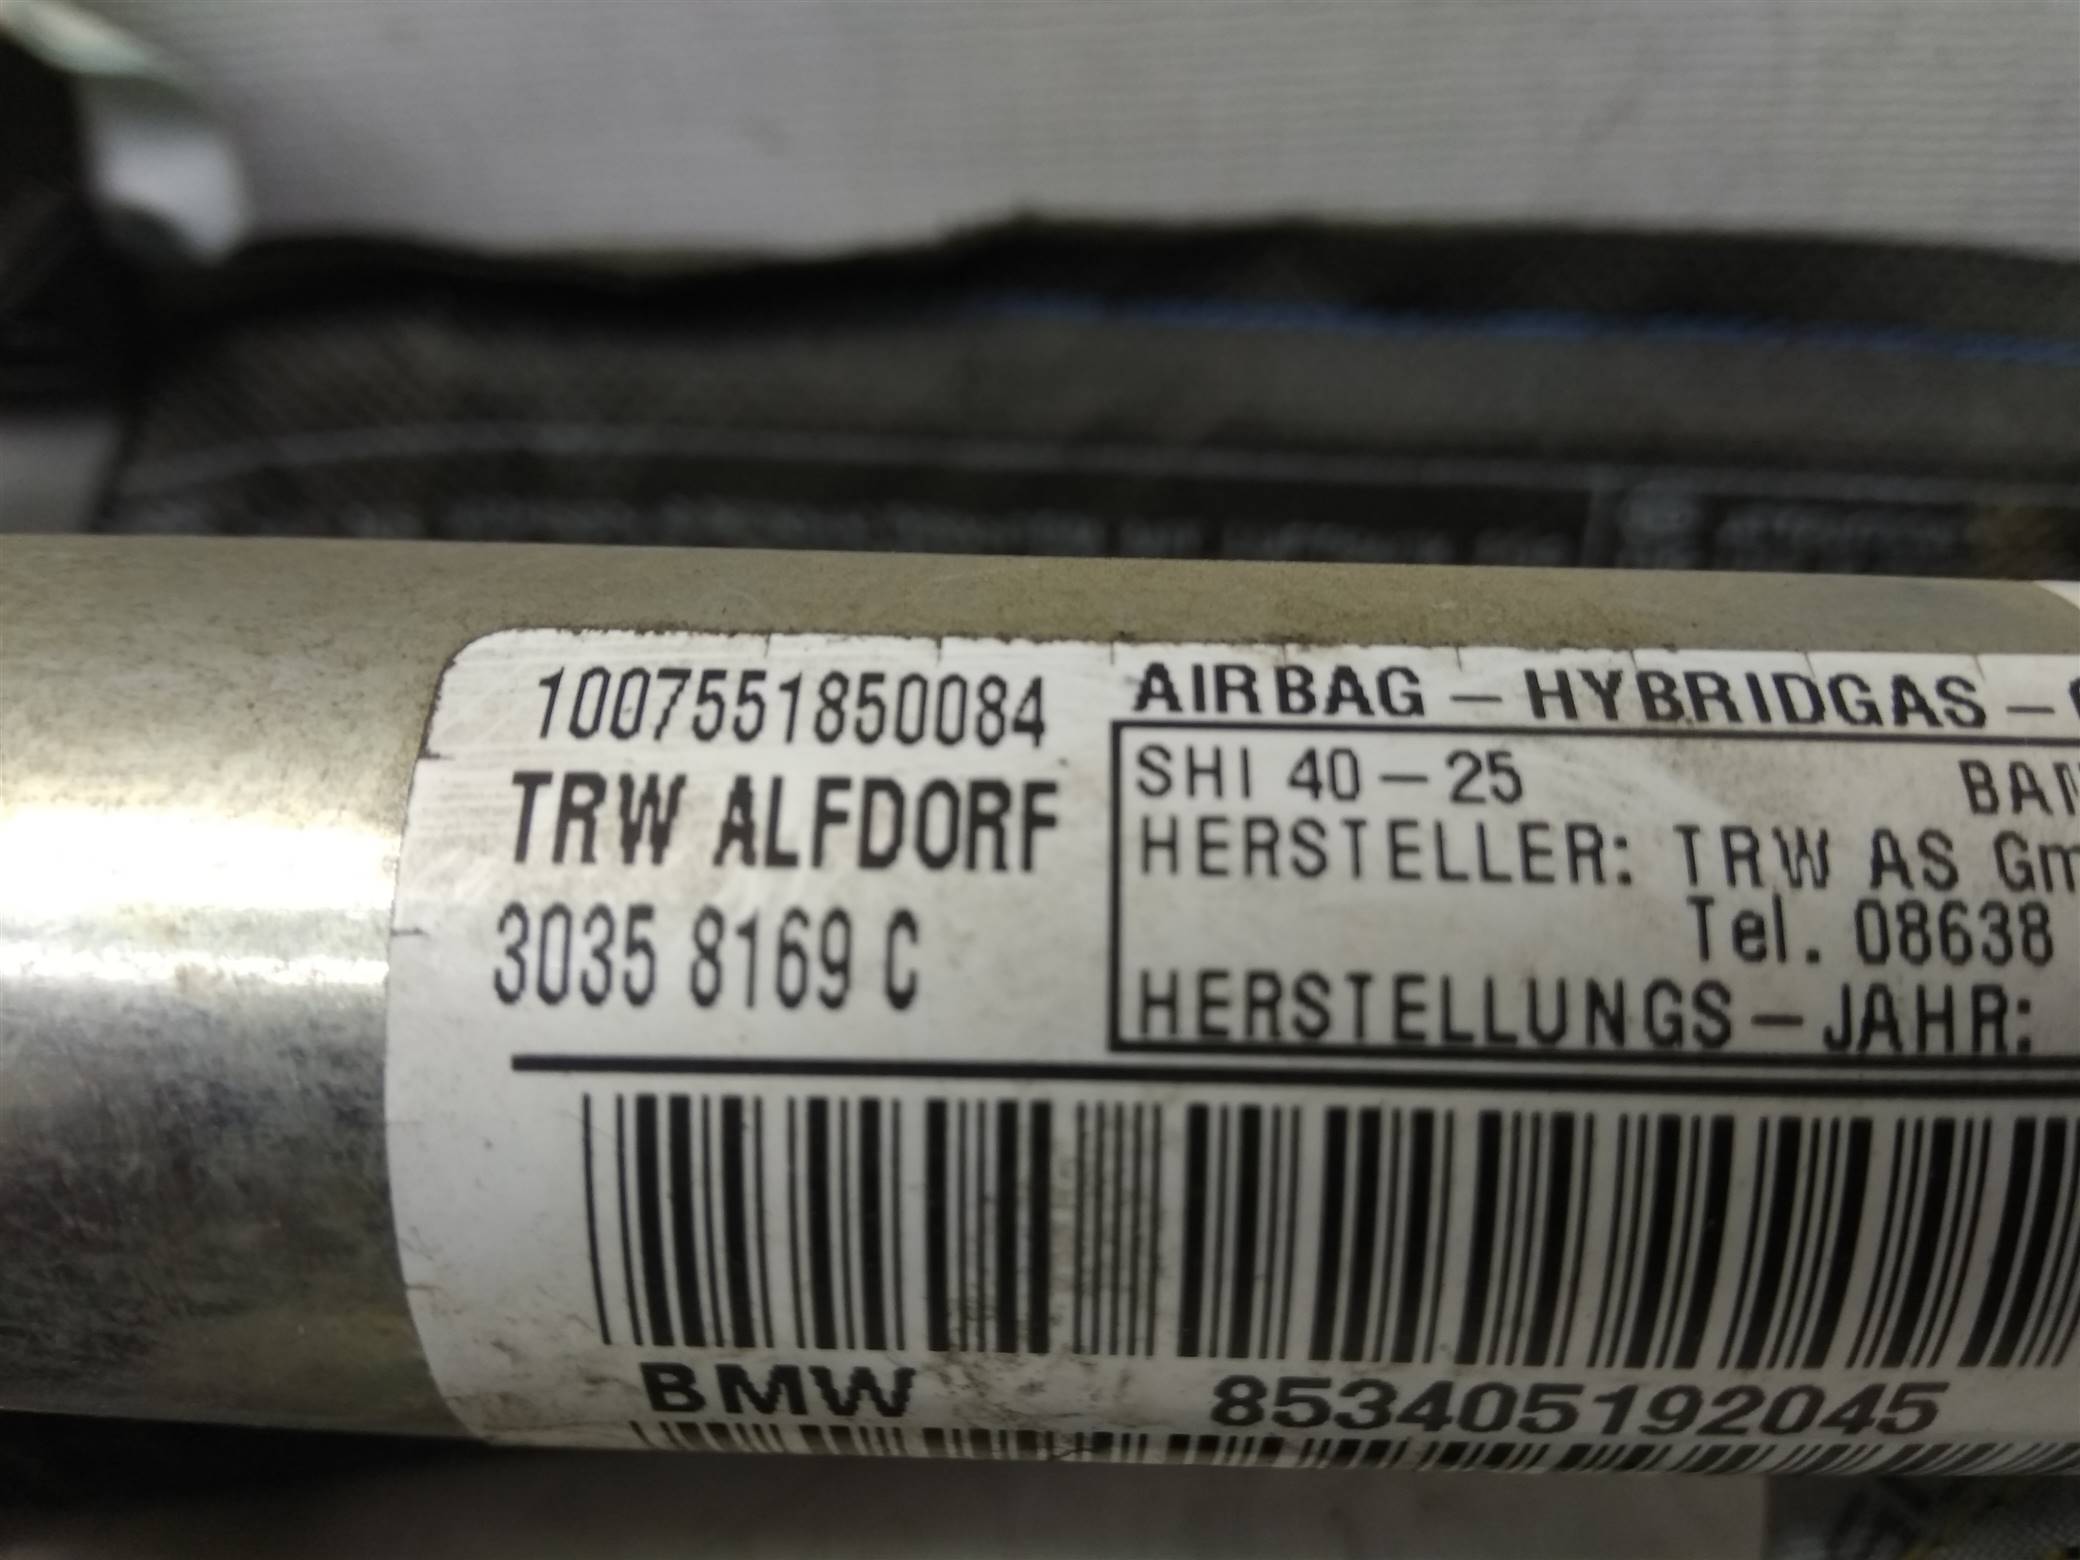 1007551850084
TRW ALFDORF
3035 8169 C
AIRBAG – HYBRIDGAS –
SHI 40 – 25
HERSTELLER: TRW AS
Tel. 08638
HERSTELLUNGS – JAHR:
BMW 853405192045